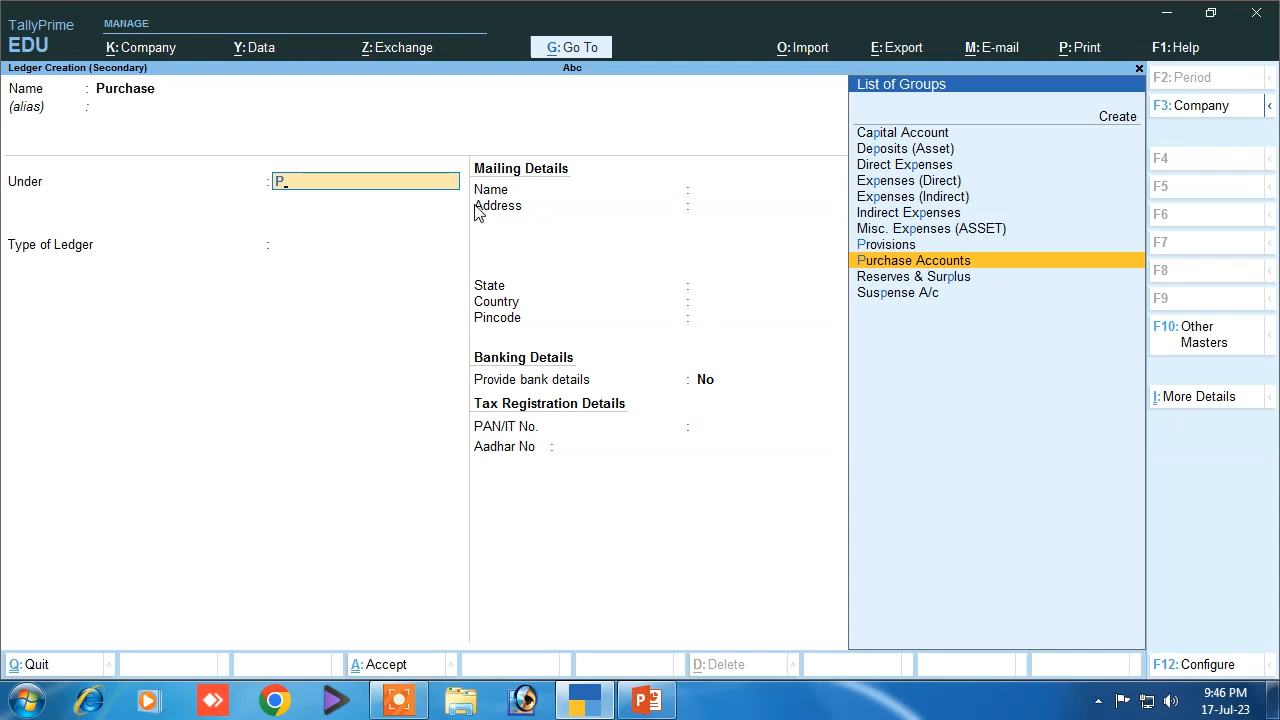 TallyPrime
EDU
MANAGE
K: Company
Y: Data
Z: Exchange
G: Go To
O: Import
E: Export
M: E-mail
P: Print
F1: Help
Ledger Creation (Secondary)
Abc
Name : Purchase
(alias) :
Under : P
Type of Ledger :
Mailing Details
Name :
Address :
State :
Country :
Pincode :
Banking Details
Provide bank details : No
Tax Registration Details
PAN/IT No. :
Aadhar No :
List of Groups
Create
Capital Account
Deposits (Asset)
Direct Expenses
Expenses (Direct)
Expenses (Indirect)
Indirect Expenses
Misc. Expenses (ASSET)
Provisions
Purchase Accounts
Reserves & Surplus
Suspense A/c
F2: Period
F3: Company
F4
F5
F6
F7
F8
F9
F10: Other
Masters
I: More Details
Q: Quit
A: Accept
D: Delete
F12: Configure
9:46 PM
17-Jul-23